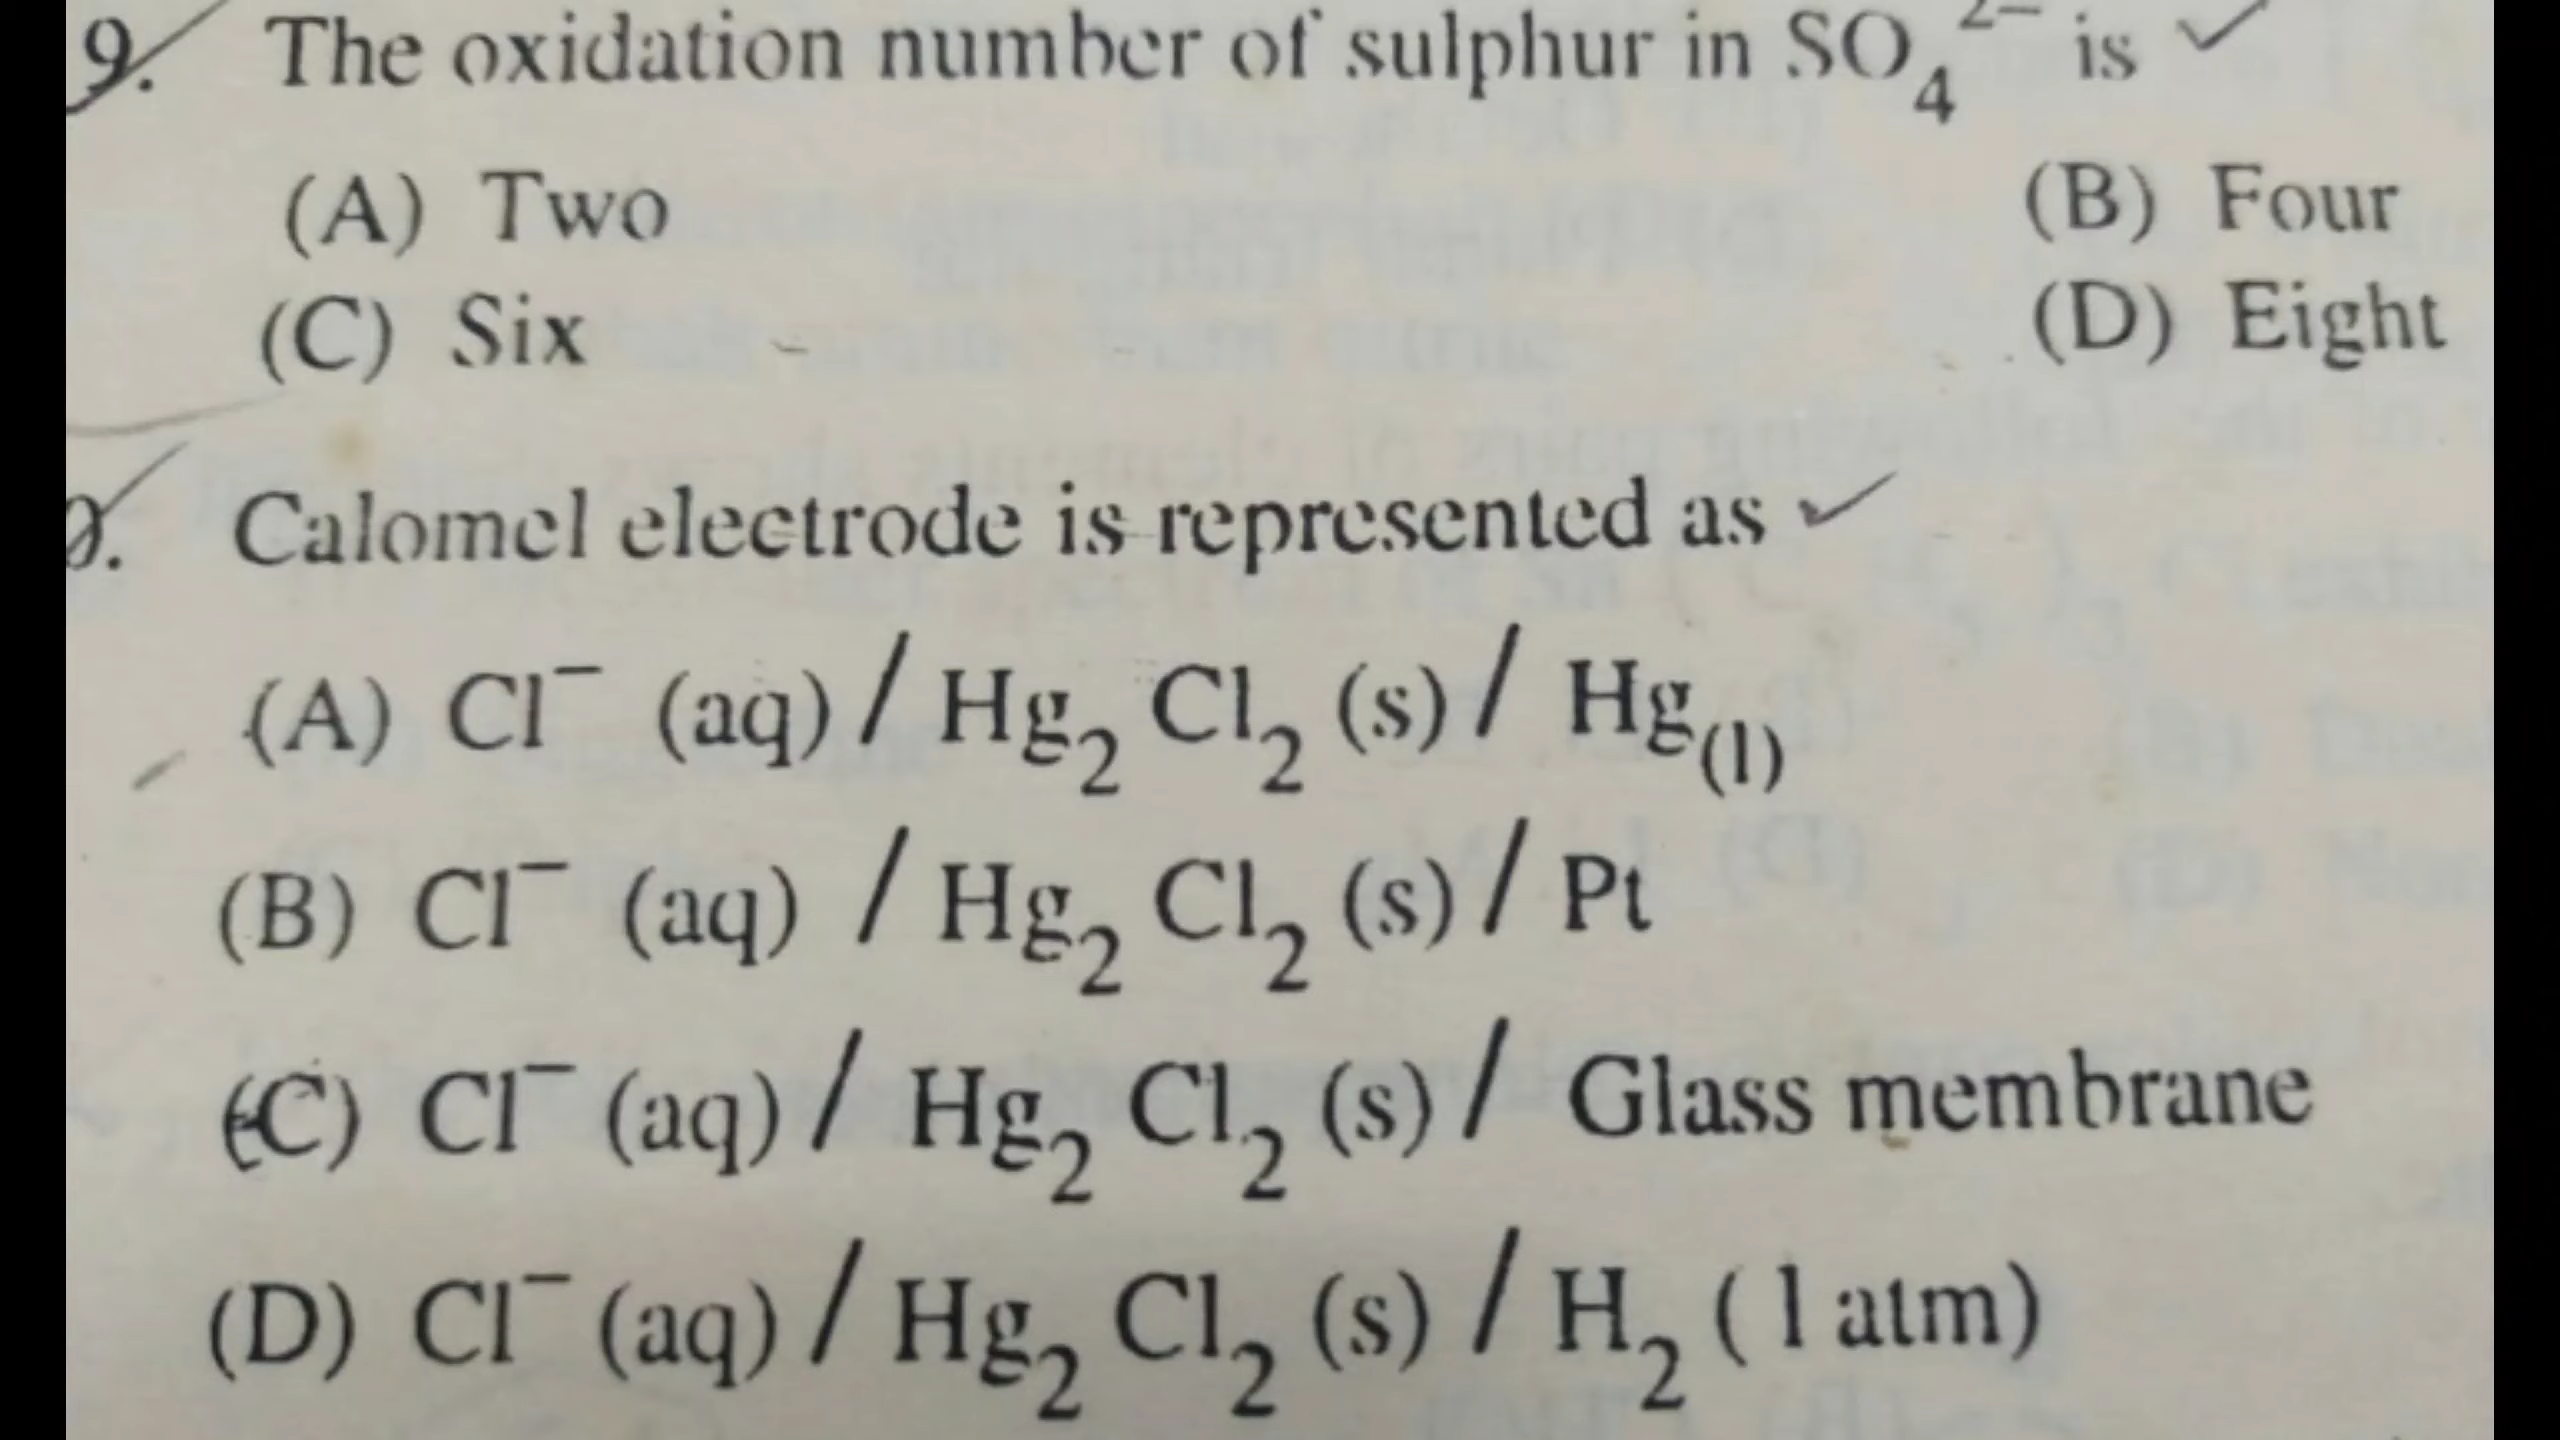 9. The oxidation number of sulphur in SO₄²⁻ is
(A) Two (B) Four
(C) Six (D) Eight
Calomel electrode is represented as
(A) Cl⁻ (aq) / Hg₂ Cl₂ (s) / Hg₍l₎
(B) Cl⁻ (aq) / Hg₂ Cl₂ (s) / Pt
(C) Cl⁻ (aq) / Hg₂ Cl₂ (s) / Glass membrane
(D) Cl⁻ (aq) / Hg₂ Cl₂ (s) / H₂ (1 atm)